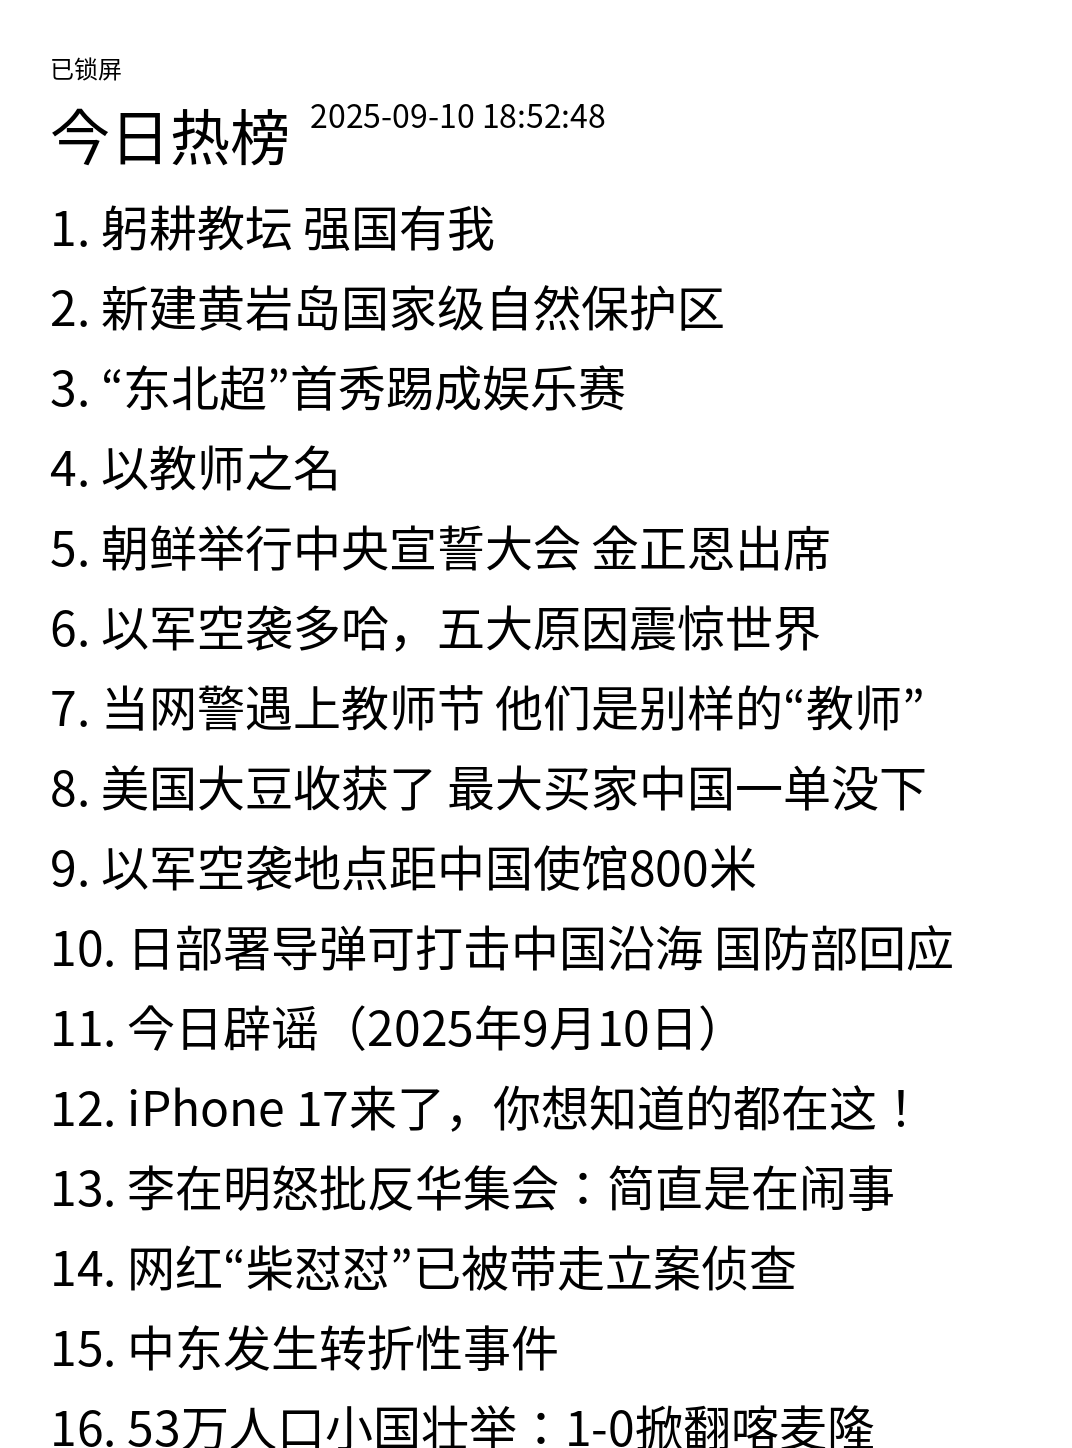 已锁屏
今日热榜 2025-09-10 18:52:48
1. 躬耕教坛 强国有我
2. 新建黄岩岛国家级自然保护区
3. “东北超”首秀踢成娱乐赛
4. 以教师之名
5. 朝鲜举行中央宣誓大会 金正恩出席
6. 以军空袭多哈，五大原因震惊世界
7. 当网警遇上教师节 他们是别样的“教师”
8. 美国大豆收获了 最大买家中国一单没下
9. 以军空袭地点距中国使馆800米
10. 日部署导弹可打击中国沿海 国防部回应
11. 今日辟谣（2025年9月10日）
12. iPhone 17来了，你想知道的都在这！
13. 李在明怒批反华集会：简直是在闹事
14. 网红“柴怼怼”已被带走立案侦查
15. 中东发生转折性事件
16. 53万人口小国壮举：1-0掀翻喀麦隆